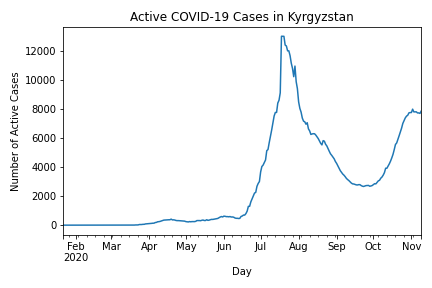 Active COVID-19 Cases in Kyrgyzstan
12000
10000
8000
6000
4000
2000
0
Number of Active Cases
Feb Mar Apr May Jun Jul Aug Sep Oct Nov
2020
Day